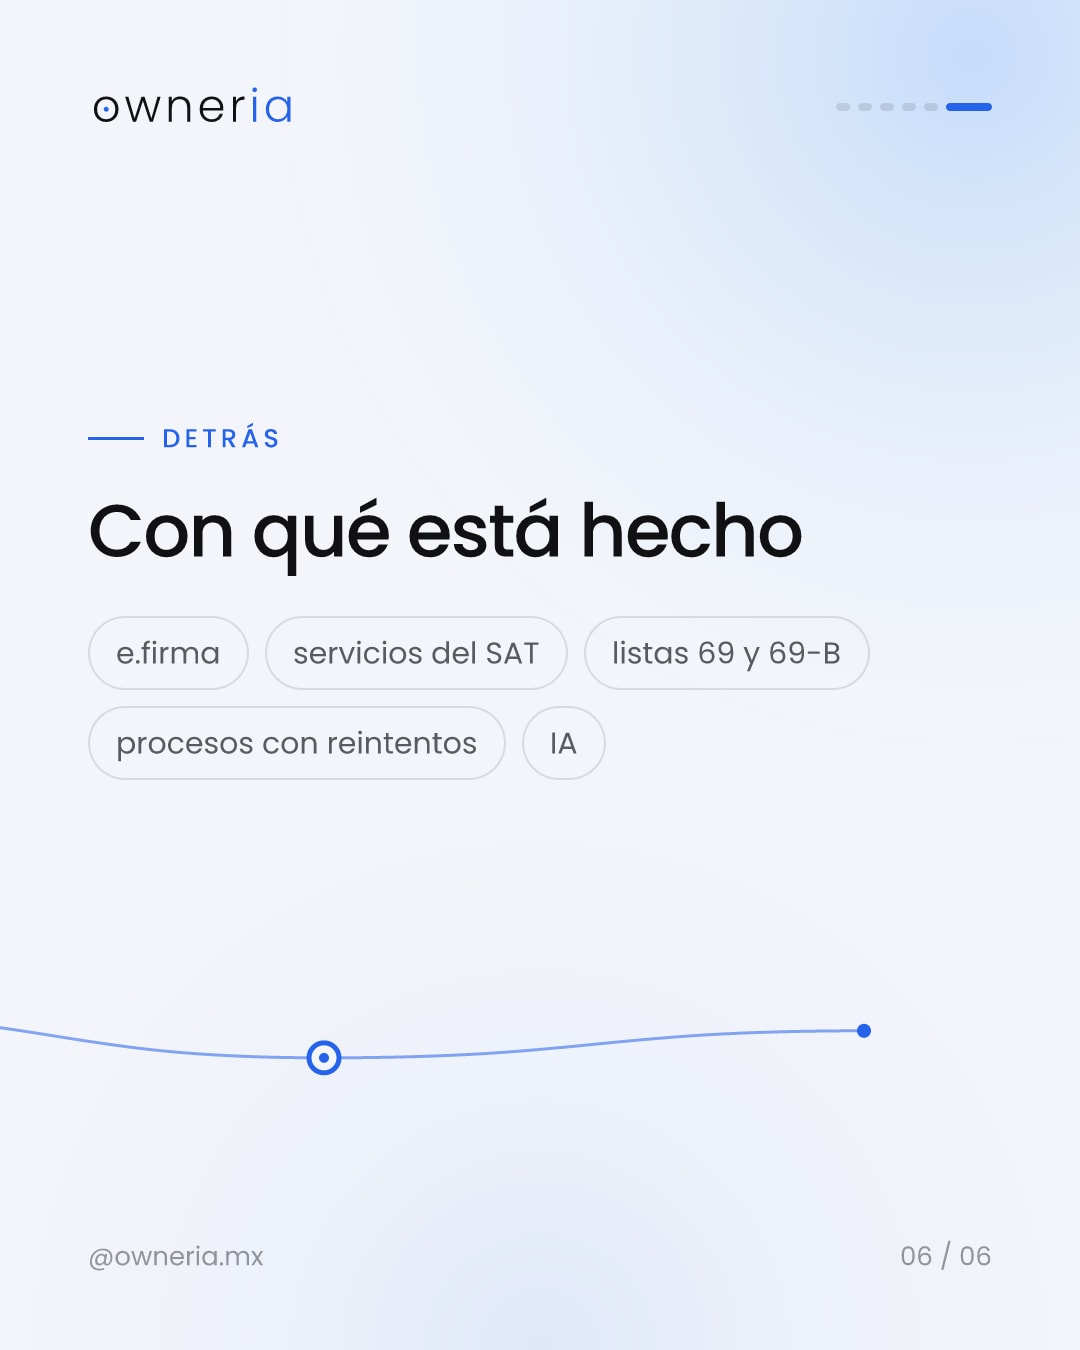 owneria
DETRÁS
Con qué está hecho
e.firma
servicios del SAT
listas 69 y 69-B
procesos con reintentos
IA
@owneria.mx
06 / 06